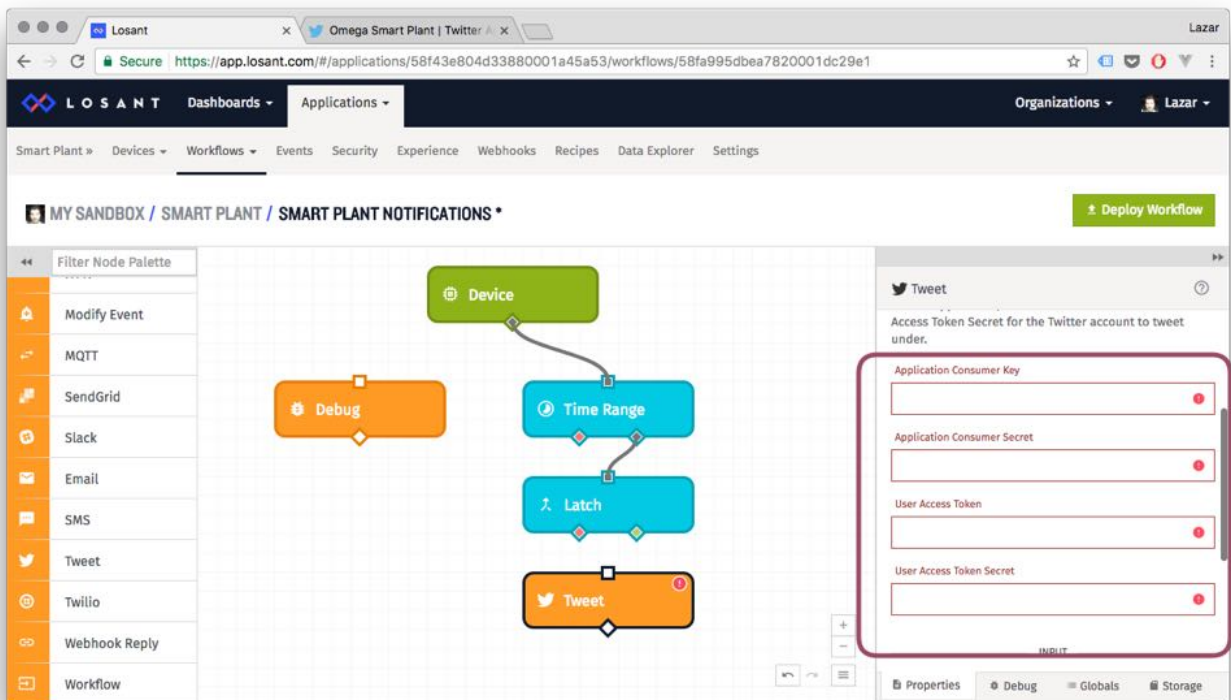 Losant
Omega Smart Plant | Twitter A
Lazar
Secure https://app.losant.com/#/applications/58f43e804d33880001a45a53/workflows/58fa995dbea7820001dc29e1
LOSANT Dashboards Applications Organizations Lazar
Smart Plant » Devices Workflows Events Security Experience Webhooks Recipes Data Explorer Settings
MY SANDBOX / SMART PLANT / SMART PLANT NOTIFICATIONS *
Deploy Workflow
Filter Node Palette
Modify Event
MQTT
SendGrid
Slack
Email
SMS
Tweet
Twilio
Webhook Reply
Workflow
Device
Debug
Time Range
Latch
Tweet
Tweet
Access Token Secret for the Twitter account to tweet
under.
Application Consumer Key
Application Consumer Secret
User Access Token
User Access Token Secret
INPUT
Properties Debug Globals Storage